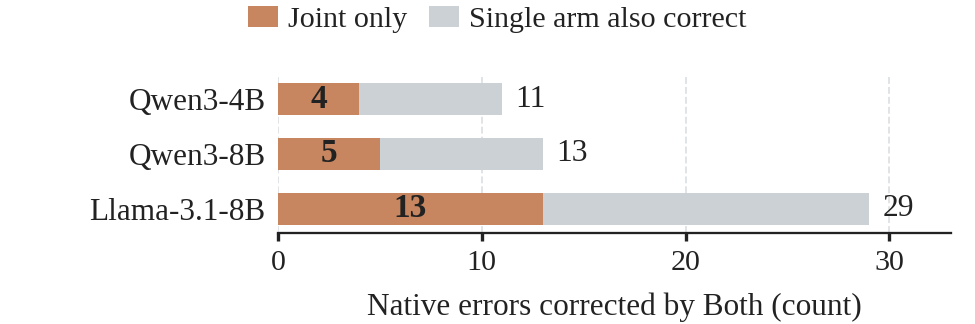 Joint only Single arm also correct
Qwen3-4B 4 11
Qwen3-8B 5 13
Llama-3.1-8B 13 29
0 10 20 30
Native errors corrected by Both (count)